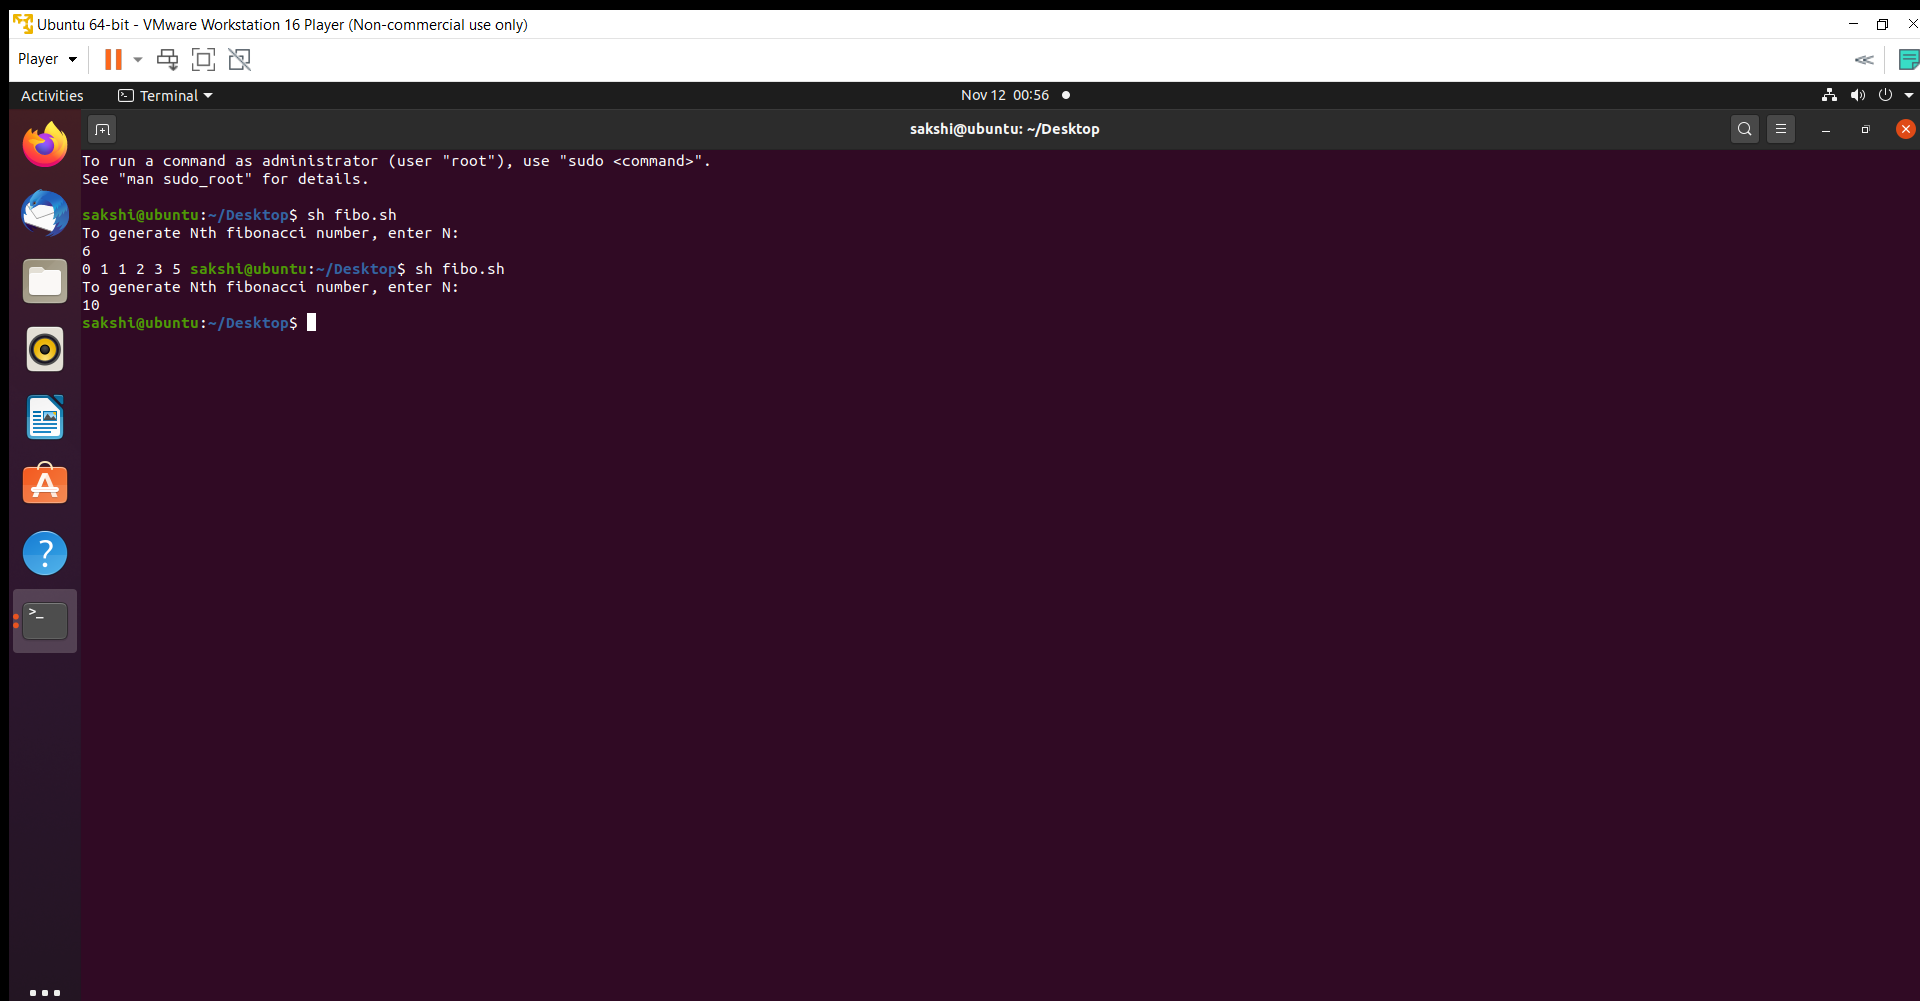 Ubuntu 64-bit - VMware Workstation 16 Player (Non-commercial use only)
Player
Activities
Terminal
Nov 12 00:56
sakshi@ubuntu: ~/Desktop
To run a command as administrator (user "root"), use "sudo <command>".
See "man sudo_root" for details.
sakshi@ubuntu:~/Desktop$ sh fibo.sh
To generate Nth fibonacci number, enter N:
6
0 1 1 2 3 5 sakshi@ubuntu:~/Desktop$ sh fibo.sh
To generate Nth fibonacci number, enter N:
10
sakshi@ubuntu:~/Desktop$